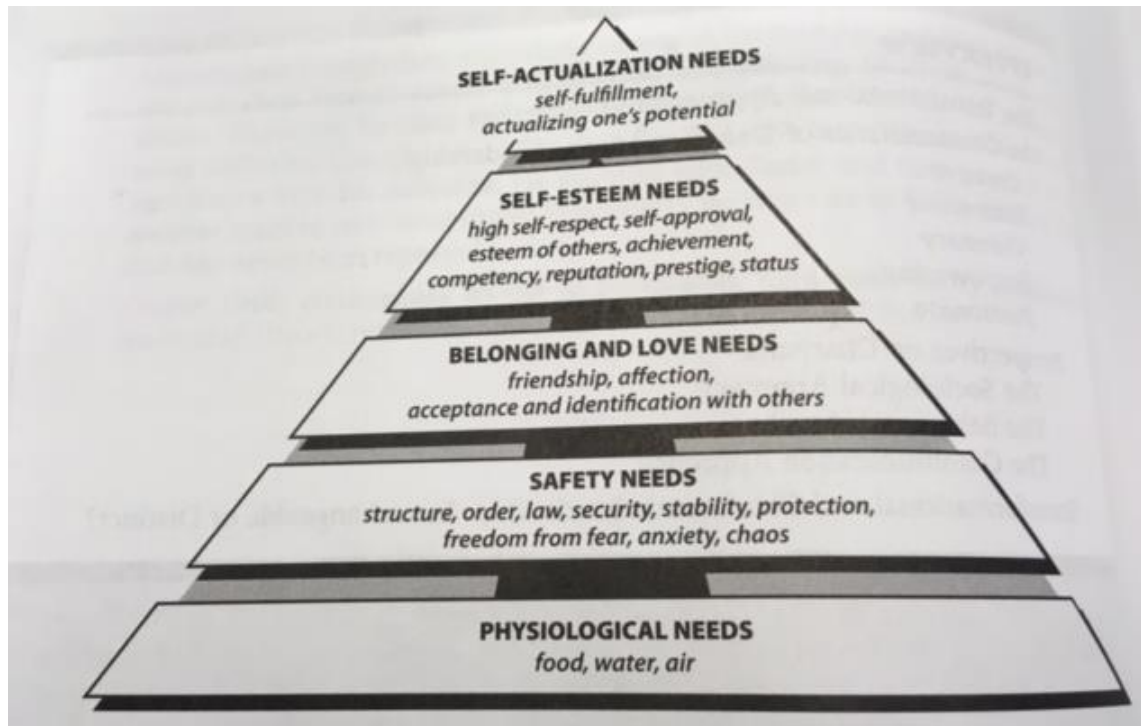 SELF-ACTUALIZATION NEEDS
self-fulfillment,
actualizing one's potential
SELF-ESTEEM NEEDS
high self-respect, self-approval,
esteem of others, achievement,
competency, reputation, prestige, status
BELONGING AND LOVE NEEDS
friendship, affection,
acceptance and identification with others
SAFETY NEEDS
structure, order, law, security, stability, protection,
freedom from fear, anxiety, chaos
PHYSIOLOGICAL NEEDS
food, water, air